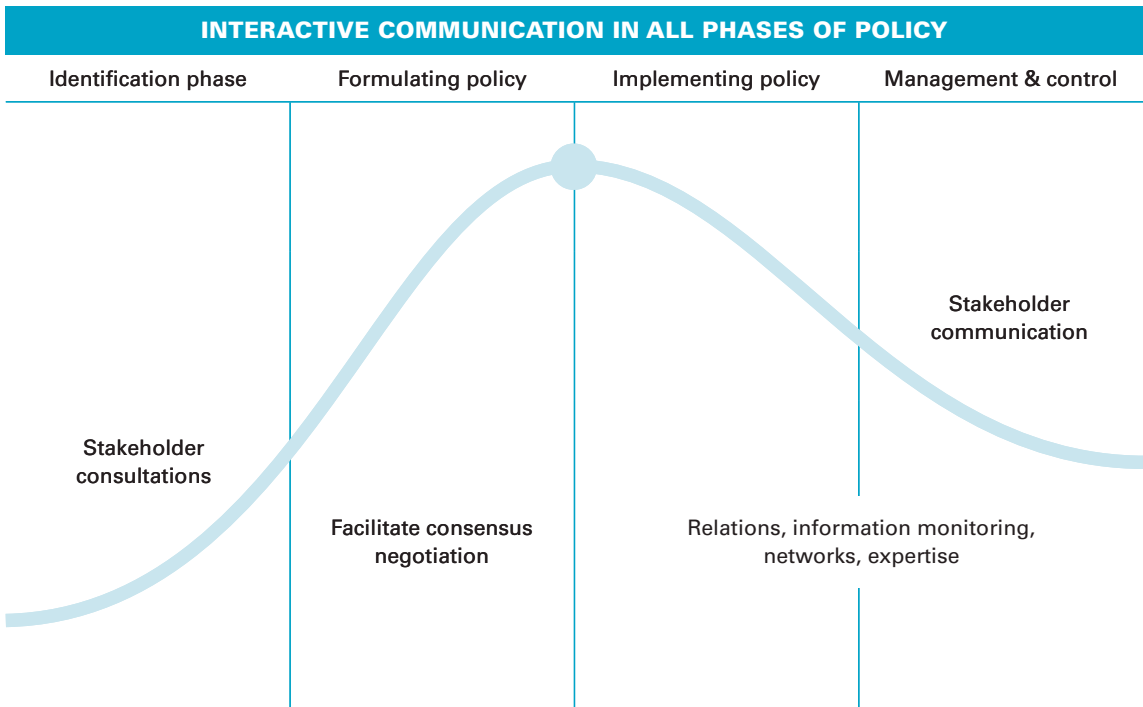 INTERACTIVE COMMUNICATION IN ALL PHASES OF POLICY
Identification phase
Formulating policy
Implementing policy
Management & control
Stakeholder
consultations
Facilitate consensus
negotiation
Relations, information monitoring,
networks, expertise
Stakeholder
communication